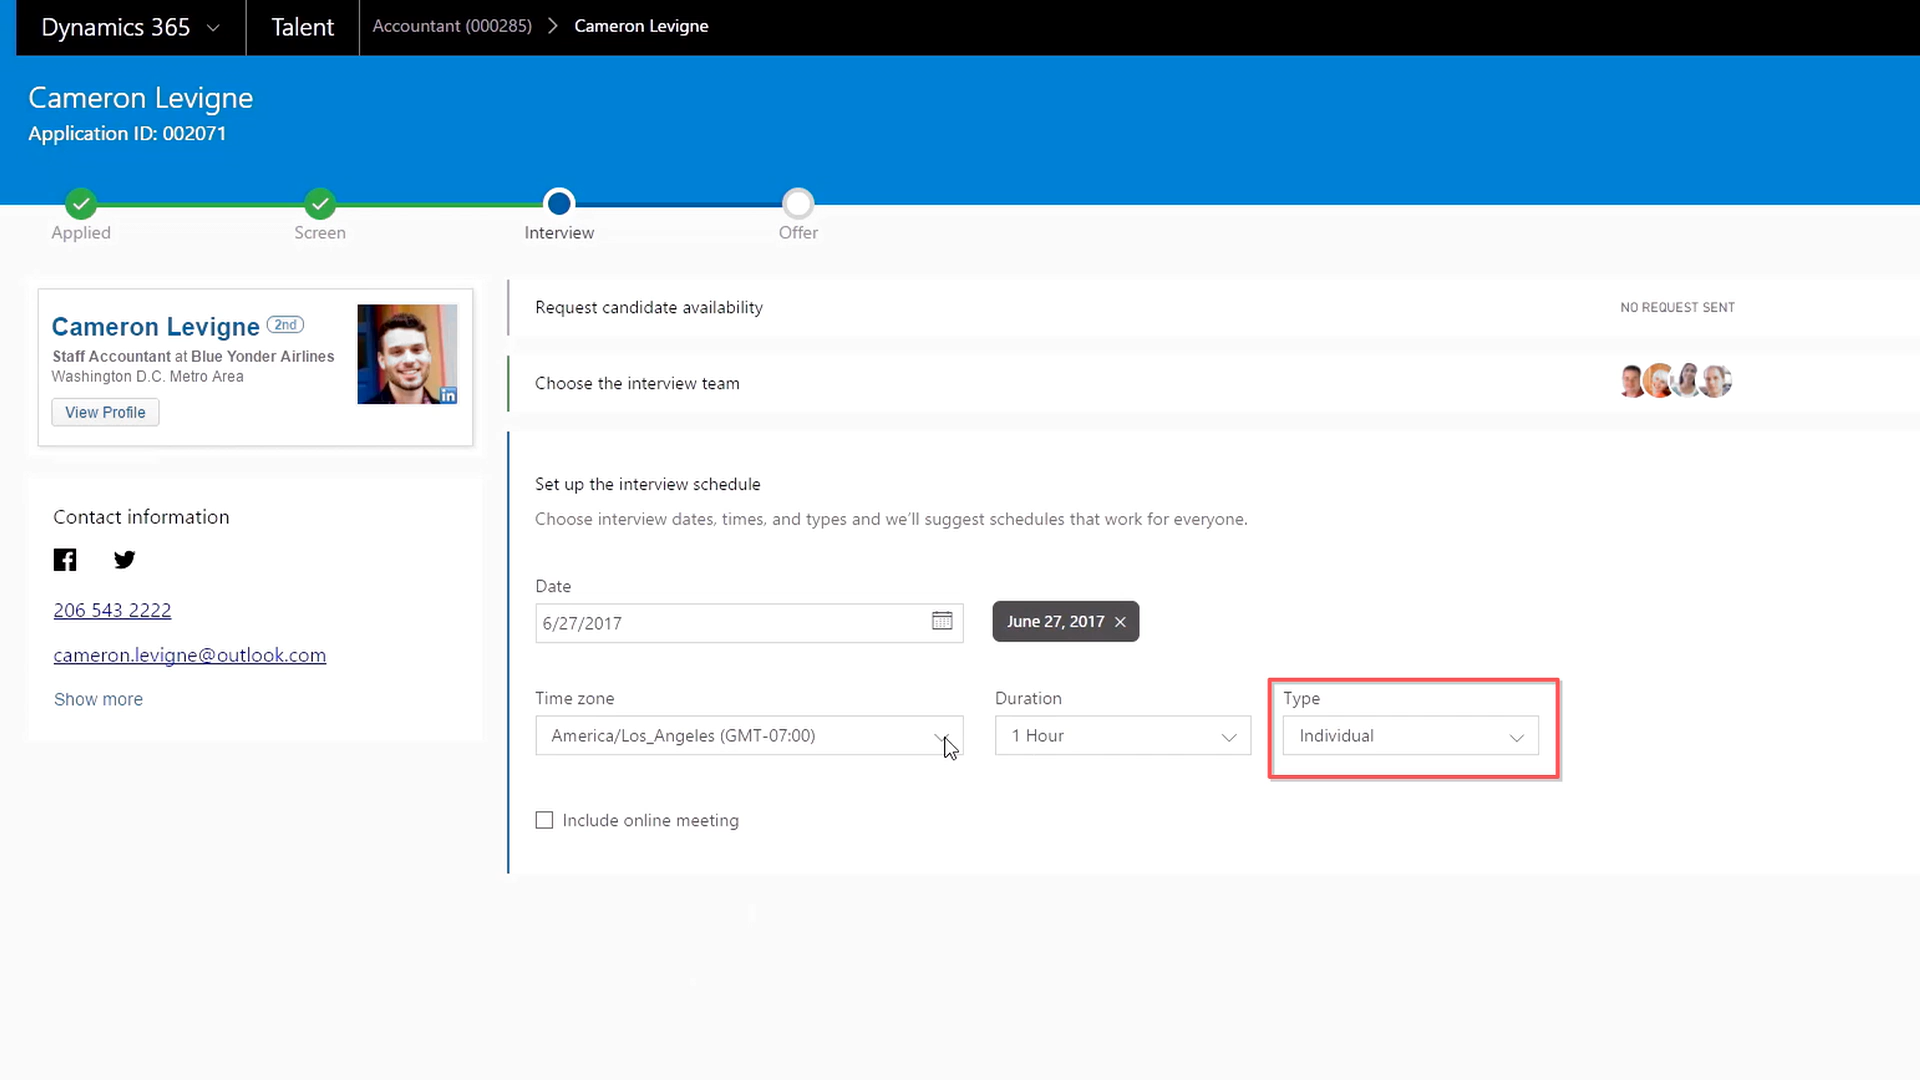 Dynamics 365
Talent
Accountant (000285)
Cameron Levigne
Cameron Levigne
Application ID: 002071
Applied
Screen
Interview
Offer
Cameron Levigne 2nd
Staff Accountant at Blue Yonder Airlines
Washington D.C. Metro Area
View Profile
in
Contact information
206 543 2222
cameron.levigne@outlook.com
Show more
Request candidate availability
NO REQUEST SENT
Choose the interview team
Set up the interview schedule
Choose interview dates, times, and types and we'll suggest schedules that work for everyone.
Date
6/27/2017
June 27, 2017
Time zone
Duration
Type
America/Los_Angeles (GMT-07:00)
1 Hour
Individual
Include online meeting